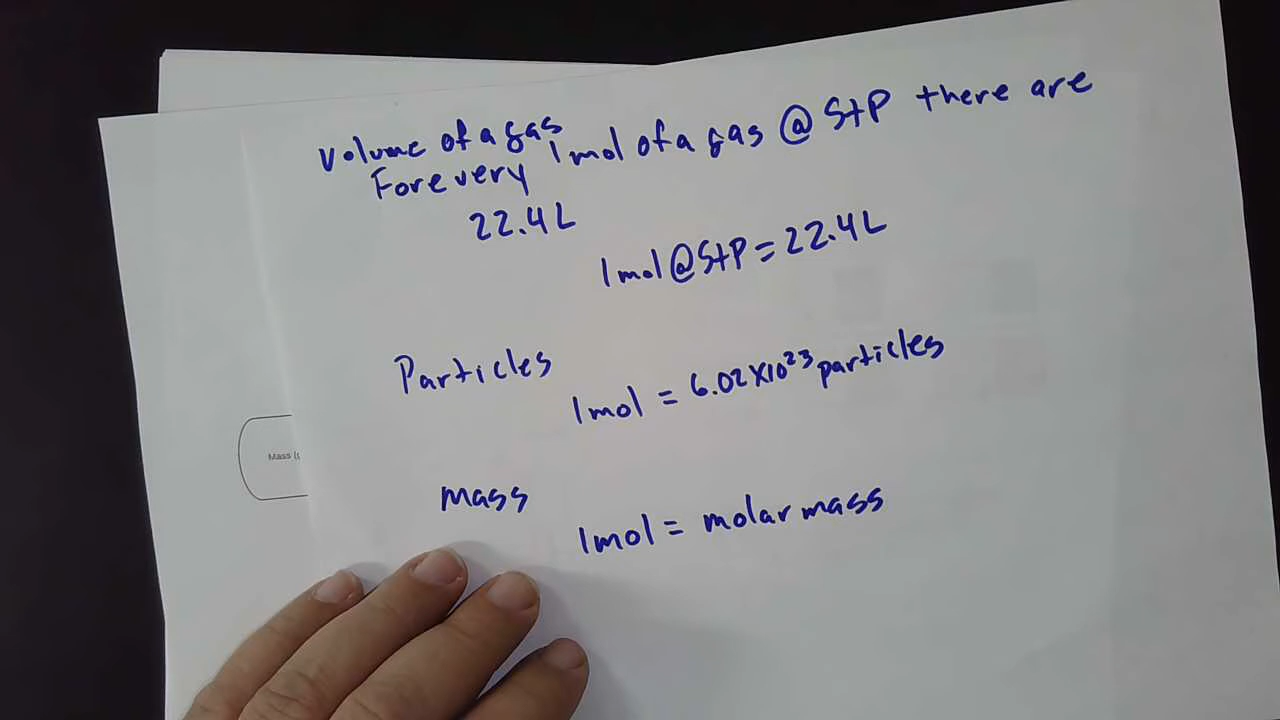 Volume of a gas
For every 1 mol of a gas @ StP there are
22.4 L
1 mol @ StP = 22.4 L
Particles
1 mol = 6.02 X 10²³ particles
Mass (g
mass
1 mol = molar mass